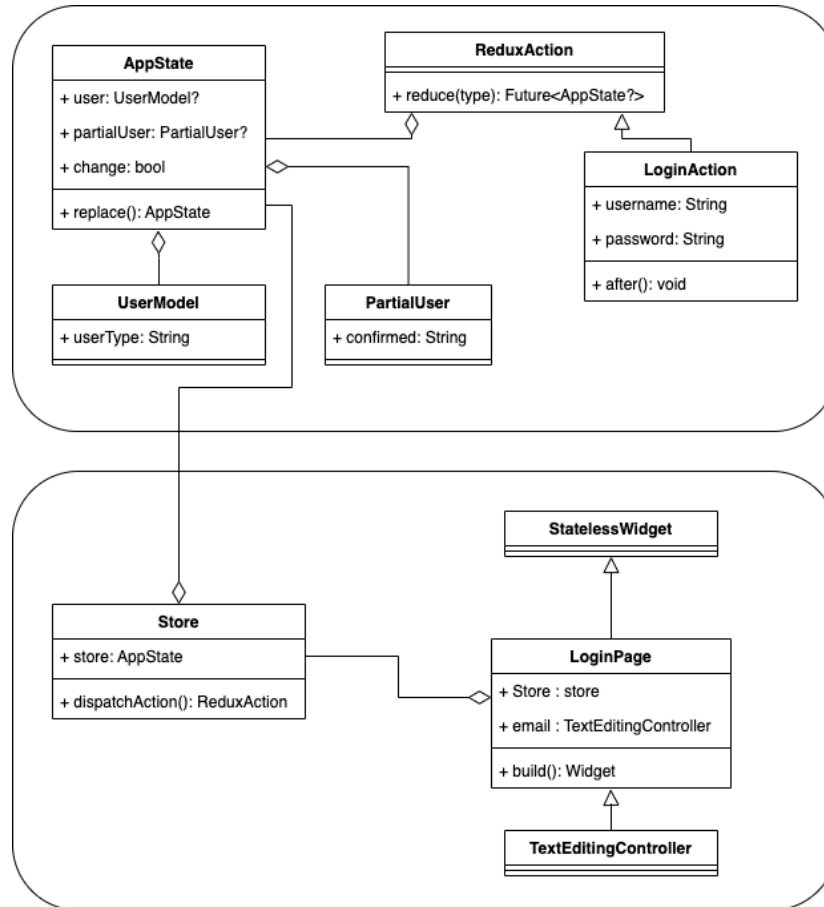 AppState
+ user: UserModel?
+ partialUser: PartialUser?
+ change: bool
+ replace(): AppState
ReduxAction
+ reduce(type): Future<AppState?>
LoginAction
+ username: String
+ password: String
+ after(): void
UserModel
+ userType: String
PartialUser
+ confirmed: String
StatelessWidget
Store
+ store: AppState
+ dispatchAction(): ReduxAction
LoginPage
+ Store : store
+ email : TextEditingController
+ build(): Widget
TextEditingController